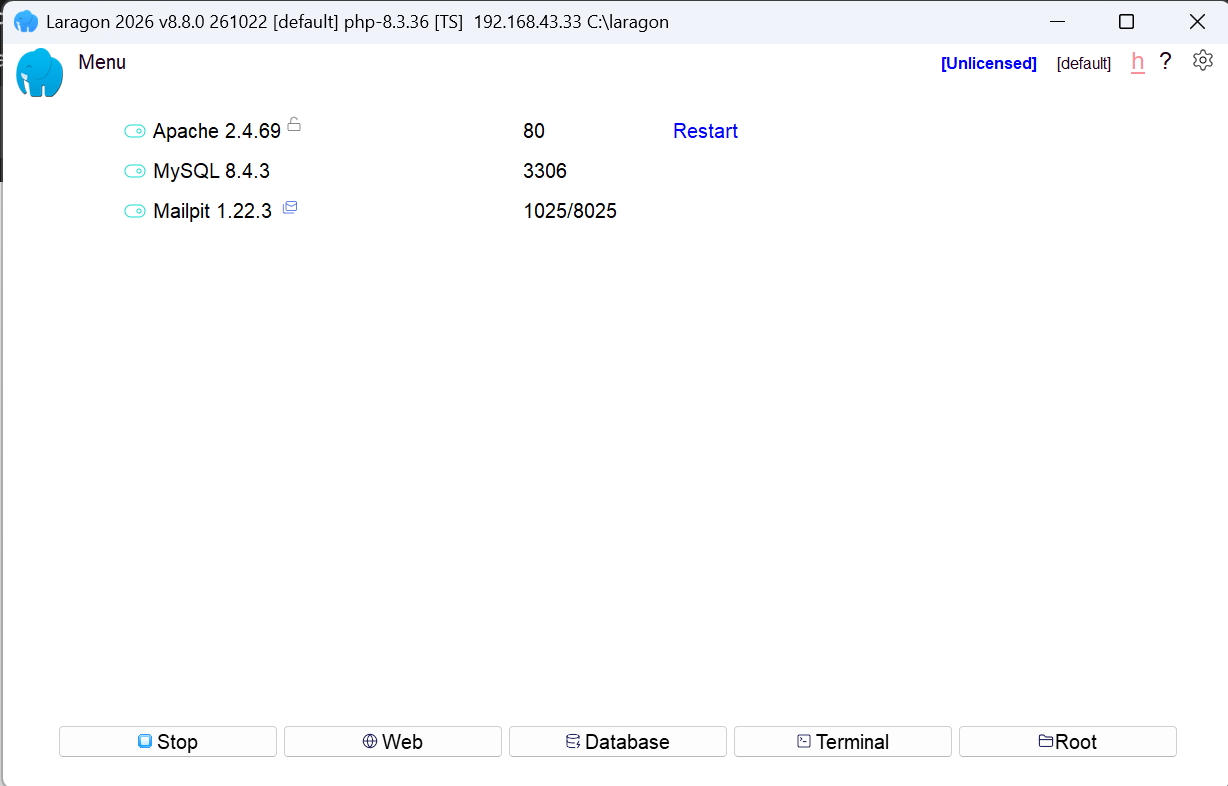 Laragon 2026 v8.8.0 261022 [default] php-8.3.36 [TS]  192.168.43.33 C:\laragon
Menu [Unlicensed] [default] h ?
Apache 2.4.69 80 Restart
MySQL 8.4.3 3306
Mailpit 1.22.3 1025/8025
Stop Web Database Terminal Root